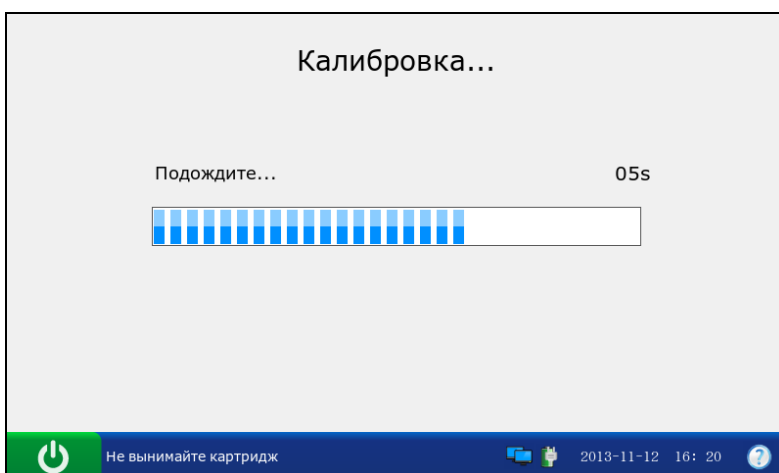 Калибровка...
Подождите... 05s
Не вынимайте картридж 2013-11-12 16: 20 ?